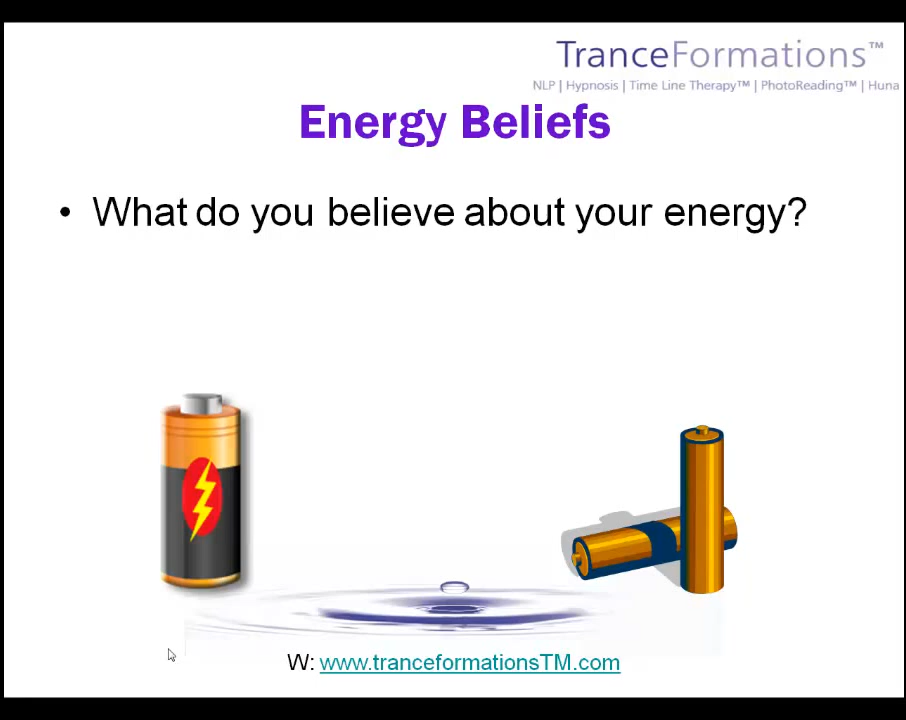 TranceFormations™
NLP | Hypnosis | Time Line Therapy™ | PhotoReading™ | Huna
Energy Beliefs
• What do you believe about your energy?
W: www.tranceformationsTM.com